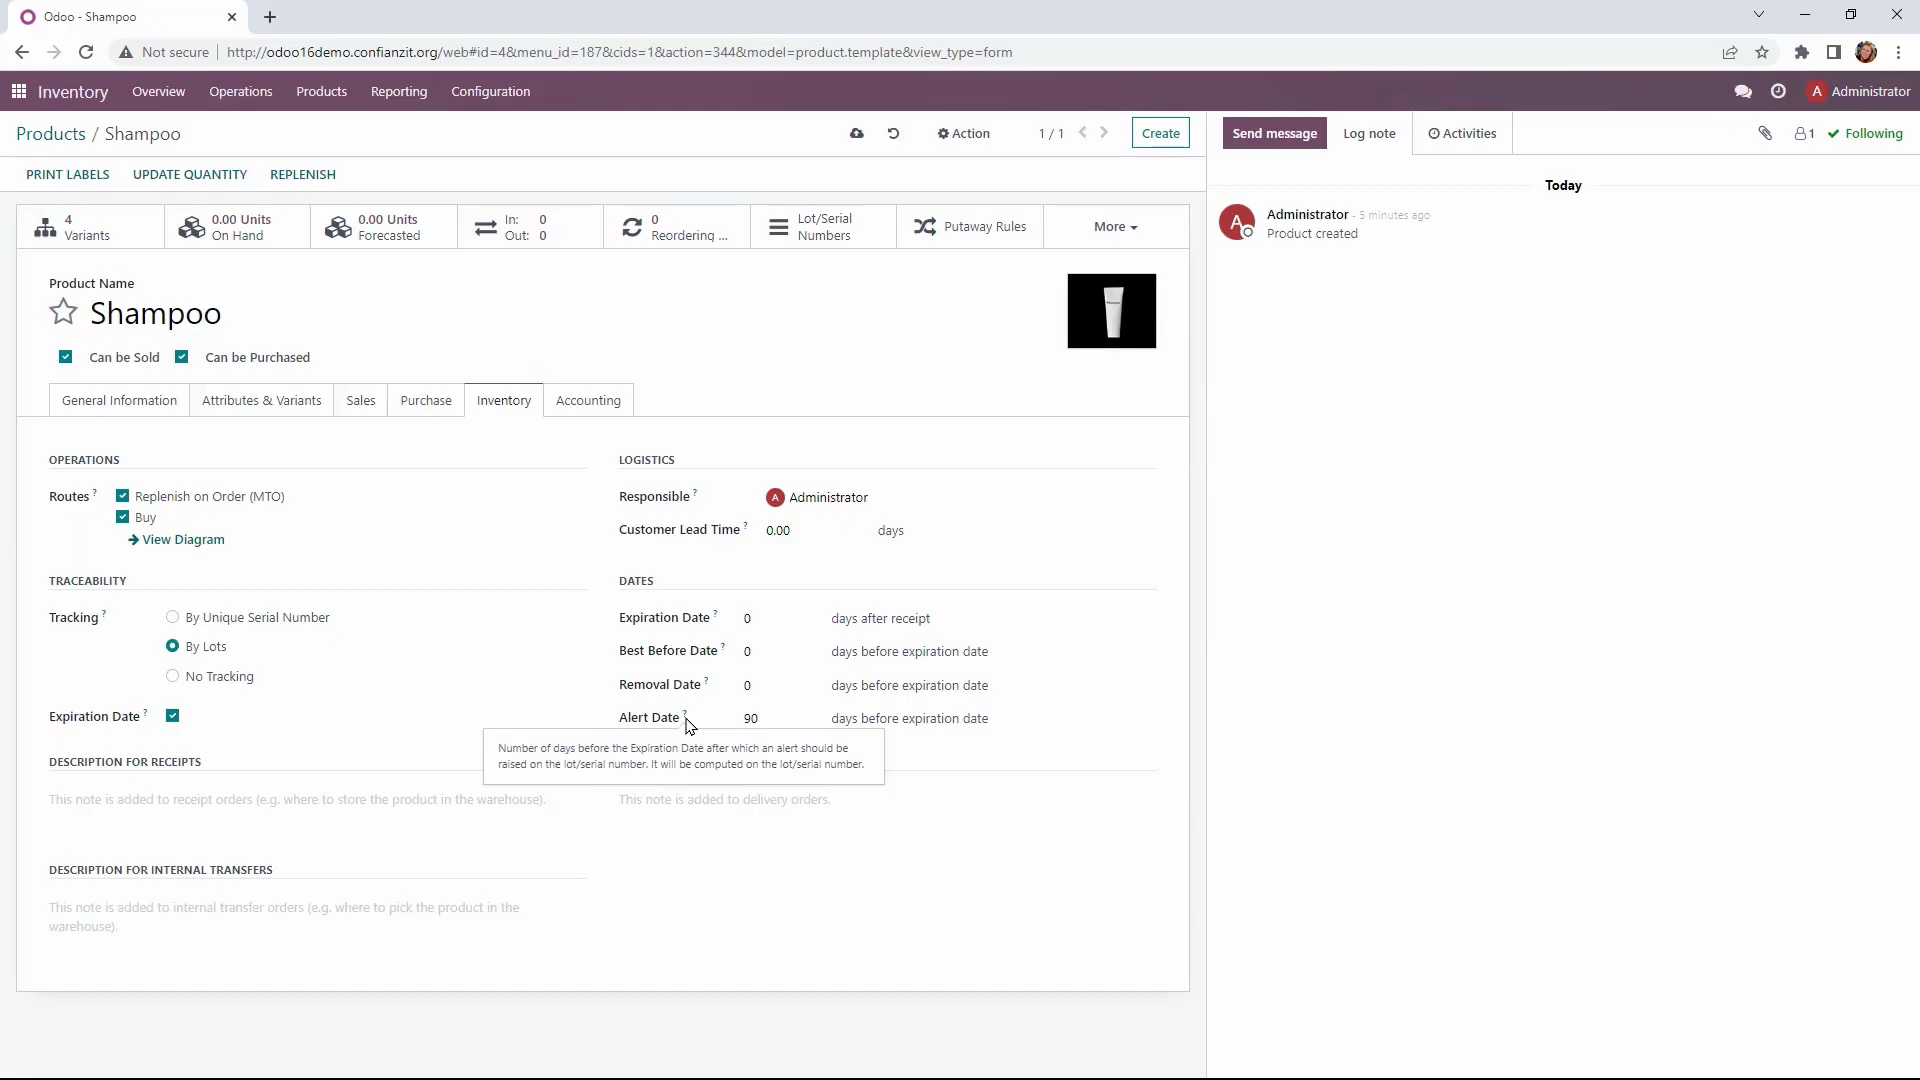 Odoo - Shampoo
Not secure
http://odoo16demo.confianzit.org/web#id=4&menu_id=187&cids=1&action=344&model=product.template&view_type=form
Inventory
Overview
Operations
Products
Reporting
Configuration
A
Administrator
Products / Shampoo
Action
1 / 1
Create
Send message
Log note
Activities
1
Following
PRINT LABELS
UPDATE QUANTITY
REPLENISH
Today
4
Variants
0.00 Units
On Hand
0.00 Units
Forecasted
In: 0
Out: 0
0
Reordering ...
Lot/Serial
Numbers
Putaway Rules
More
A
Administrator - 5 minutes ago
Product created
Product Name
Shampoo
Can be Sold
Can be Purchased
General Information
Attributes & Variants
Sales
Purchase
Inventory
Accounting
OPERATIONS
Routes ?
Replenish on Order (MTO)
Buy
View Diagram
LOGISTICS
Responsible ?
A
Administrator
Customer Lead Time ?
0.00
days
TRACEABILITY
Tracking ?
By Unique Serial Number
By Lots
No Tracking
Expiration Date ?
DATES
Expiration Date ? 0 days after receipt
Best Before Date ? 0 days before expiration date
Removal Date ? 0 days before expiration date
Alert Date ? 90 days before expiration date
Number of days before the Expiration Date after which an alert should be
raised on the lot/serial number. It will be computed on the lot/serial number.
DESCRIPTION FOR RECEIPTS
This note is added to receipt orders (e.g. where to store the product in the warehouse).
This note is added to delivery orders.
DESCRIPTION FOR INTERNAL TRANSFERS
This note is added to internal transfer orders (e.g. where to pick the product in the
warehouse).